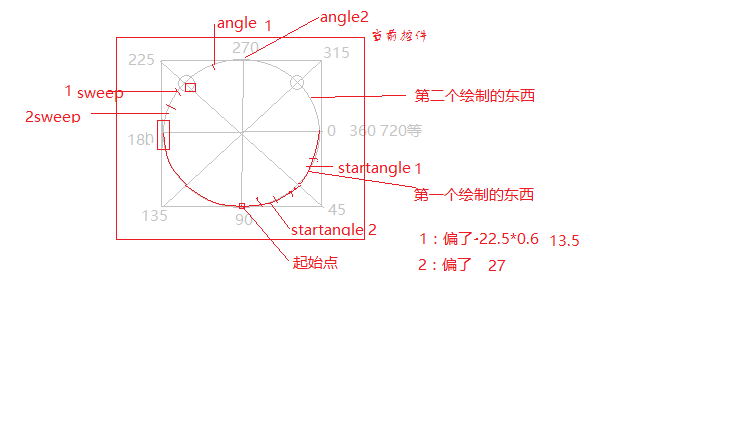 angle 1
angle2
当前控件
225
270
315
1 sweep
第二个绘制的东西
2sweep
180
0 360 720等
startangle 1
第一个绘制的东西
135
90
45
startangle 2
起始点
1：偏了-22.5*0.6 13.5
2：偏了 27